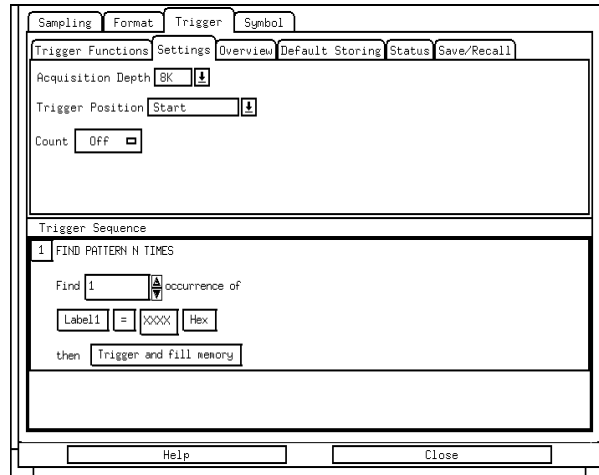 Sampling Format Trigger Symbol
Trigger Functions Settings Overview Default Storing Status Save/Recall
Acquisition Depth 8K
Trigger Position Start
Count Off
Trigger Sequence
1 FIND PATTERN N TIMES
Find 1 occurrence of
Label1 = XXXX Hex
then Trigger and fill memory
Help Close